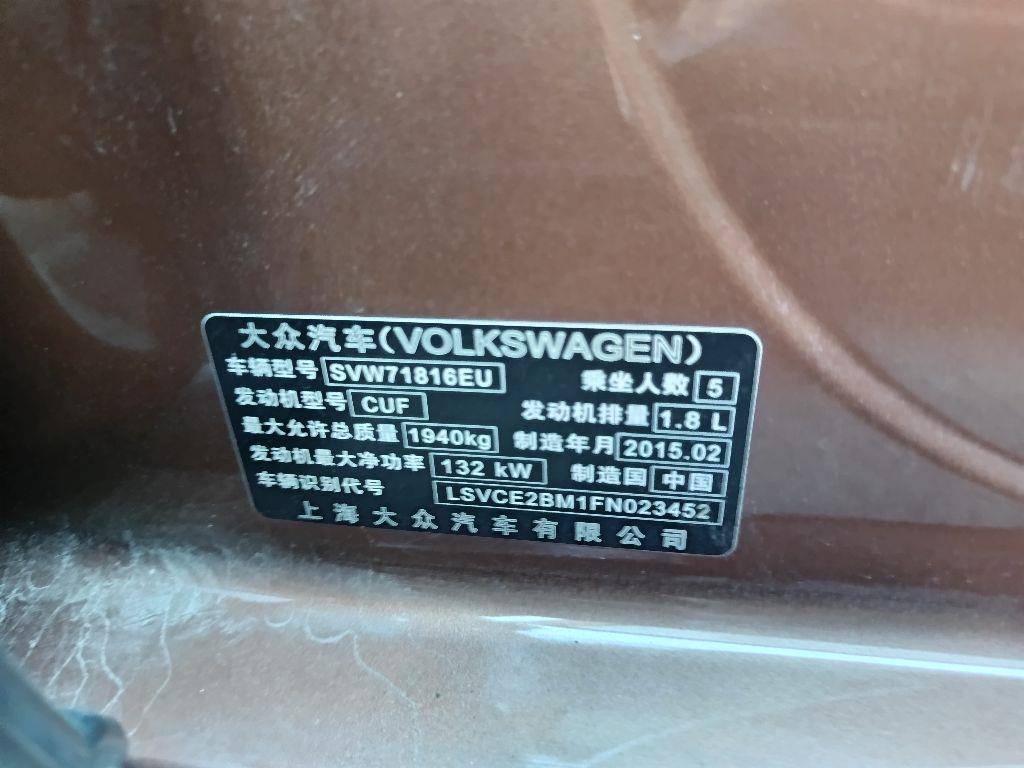 大众汽车(VOLKSWAGEN)
车辆型号 SVW71816EU 乘坐人数 5
发动机型号 CUF 发动机排量 1.8 L
最大允许总质量 1940kg 制造年月 2015.02
发动机最大净功率 132 kW 制造国 中国
车辆识别代号 LSVCE2BM1FN023452
上海大众汽车有限公司